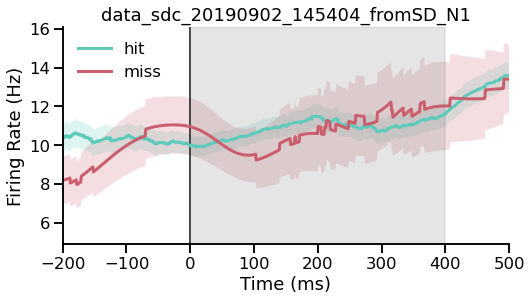 data_sdc_20190902_145404_fromSD_N1
16
14
12
10
8
6
Firing Rate (Hz)
hit
miss
−200 −100 0 100 200 300 400 500
Time (ms)